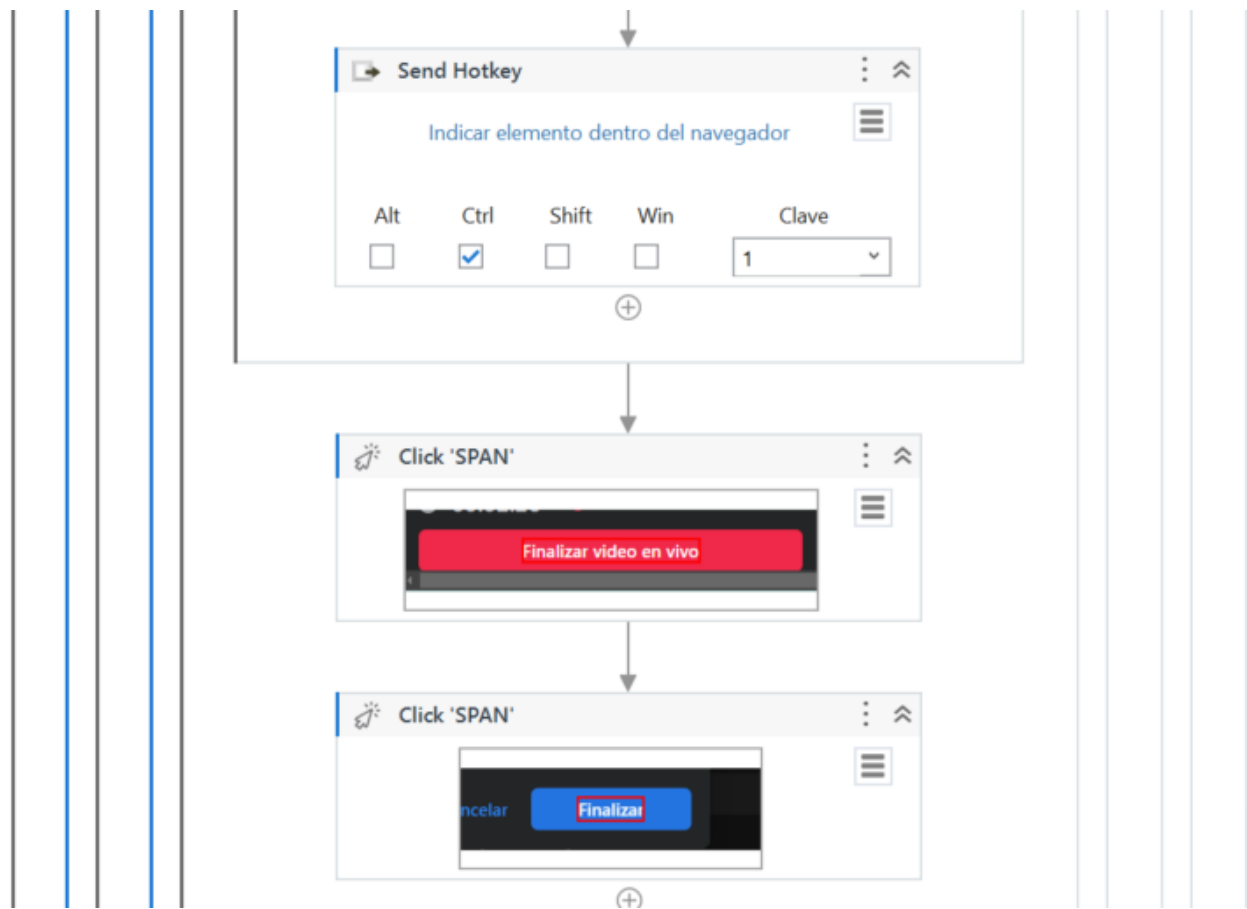 Send Hotkey
Indicar elemento dentro del navegador
Alt Ctrl Shift Win Clave
1
Click 'SPAN'
Finalizar video en vivo
Click 'SPAN'
ncelar Finalizar